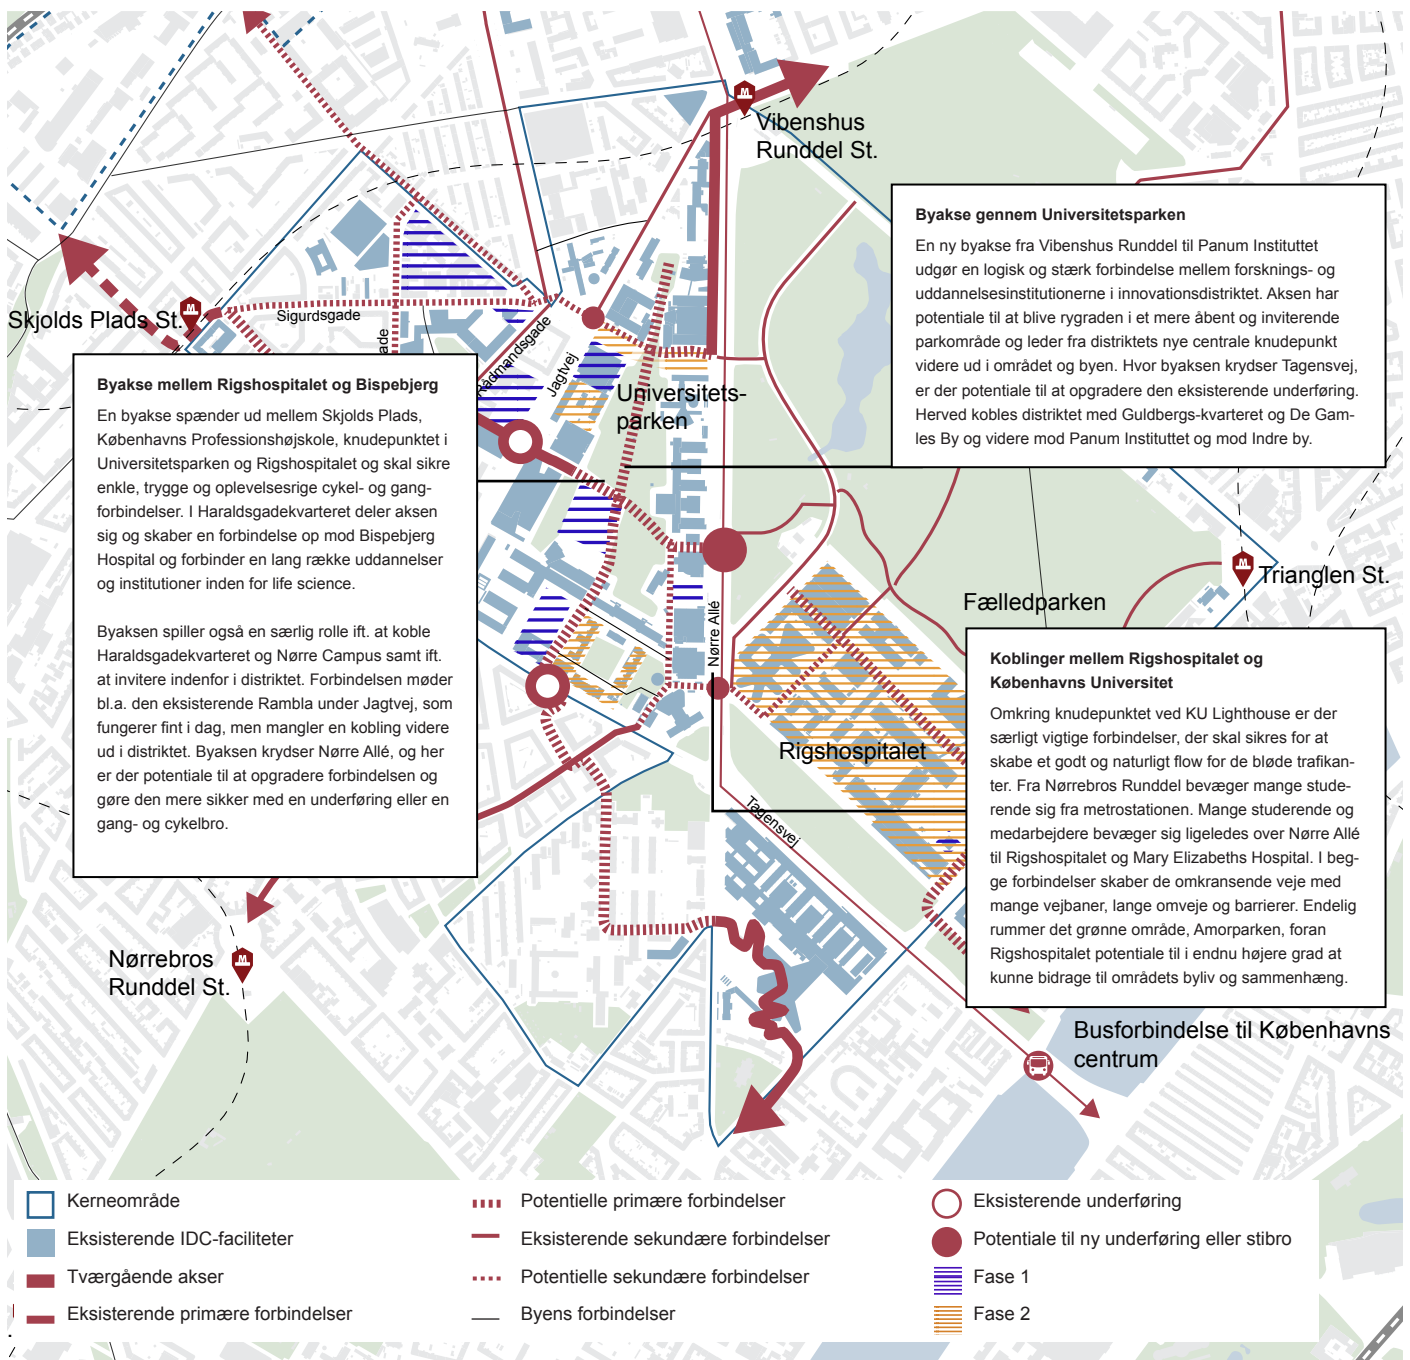 Vibenshus
Runddel St.
Skjolds Plads St.
Sigurdsgade
ade
Rådmandsgade
Jagtvej
Universitets-
parken
Byakse gennem Universitetsparken
En ny byakse fra Vibenshus Runddel til Panum Instituttet
udgør en logisk og stærk forbindelse mellem forsknings- og
uddannelsesinstitutionerne i innovationsdistriktet. Aksen har
potentiale til at blive rygraden i et mere åbent og inviterende
parkområde og leder fra distriktets nye centrale knudepunkt
videre ud i området og byen. Hvor byaksen krydser Tagensvej,
er der potentiale til at opgradere den eksisterende underføring.
Herved kobles distriktet med Guldbergs-kvarteret og De Gam-
les By og videre mod Panum Instituttet og mod Indre by.
Byakse mellem Rigshospitalet og Bispebjerg
En byakse spænder ud mellem Skjolds Plads,
Københavns Professionshøjskole, knudepunktet i
Universitetsparken og Rigshospitalet og skal sikre
enkle, trygge og oplevelsesrige cykel- og gang-
forbindelser. I Haraldsgadekvarteret deler aksen
sig og skaber en forbindelse op mod Bispebjerg
Hospital og forbinder en lang række uddannelser
og institutioner inden for life science.
Byaksen spiller også en særlig rolle ift. at koble
Haraldsgadekvarteret og Nørre Campus samt ift.
at invitere indenfor i distriktet. Forbindelsen møder
bl.a. den eksisterende Rambla under Jagtvej, som
fungerer fint i dag, men mangler en kobling videre
ud i distriktet. Byaksen krydser Nørre Allé, og her
er der potentiale til at opgradere forbindelsen og
gøre den mere sikker med en underføring eller en
gang- og cykelbro.
Trianglen St.
Fælledparken
Nørre Allé
Rigshospitalet
Tagensvej
Koblinger mellem Rigshospitalet og
Københavns Universitet
Omkring knudepunktet ved KU Lighthouse er der
særligt vigtige forbindelser, der skal sikres for at
skabe et godt og naturligt flow for de bløde trafikan-
ter. Fra Nørrebros Runddel bevæger mange stude-
rende sig fra metrostationen. Mange studerende og
medarbejdere bevæger sig ligeledes over Nørre Allé
til Rigshospitalet og Mary Elizabeths Hospital. I beg-
ge forbindelser skaber de omkransende veje med
mange vejbaner, lange omveje og barrierer. Endelig
rummer det grønne område, Amorparken, foran
Rigshospitalet potentiale til i endnu højere grad at
kunne bidrage til områdets byliv og sammenhæng.
Nørrebros
Runddel St.
Busforbindelse til Københavns
centrum
Kerneområde
Eksisterende IDC-faciliteter
Tværgående akser
Eksisterende primære forbindelser
Potentielle primære forbindelser
Eksisterende sekundære forbindelser
Potentielle sekundære forbindelser
Byens forbindelser
Eksisterende underføring
Potentiale til ny underføring eller stibro
Fase 1
Fase 2